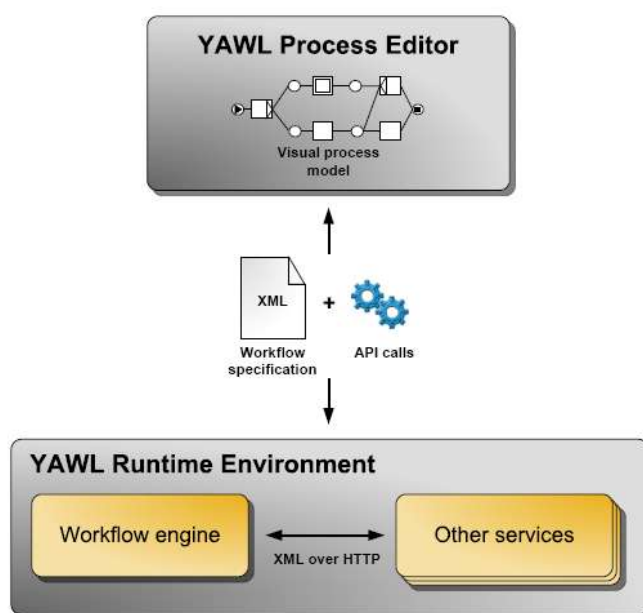 YAWL Process Editor
Visual process
model
XML
+
Workflow
specification
API calls
YAWL Runtime Environment
Workflow engine
XML over HTTP
Other services